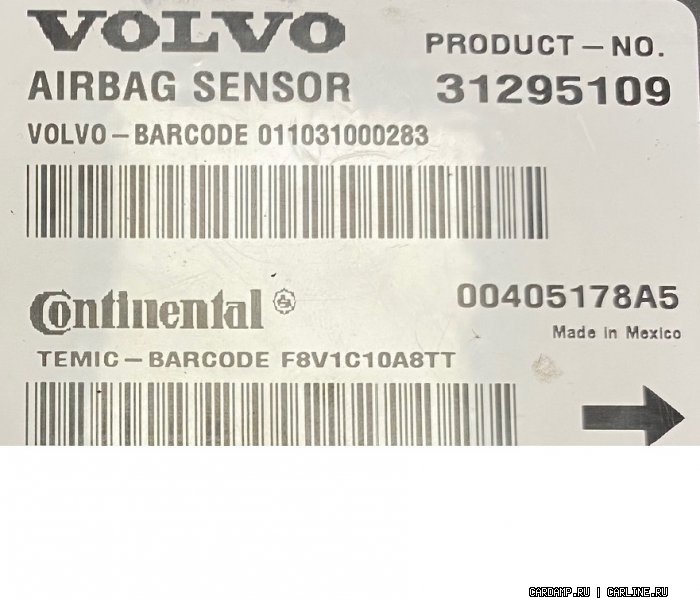 VOLVO
PRODUCT – NO.
AIRBAG SENSOR
31295109
VOLVO – BARCODE 011031000283
Continental
00405178A5
Made in Mexico
TEMIC – BARCODE F8V1C10A8TT
CARDAMP.RU | CARLINE.RU